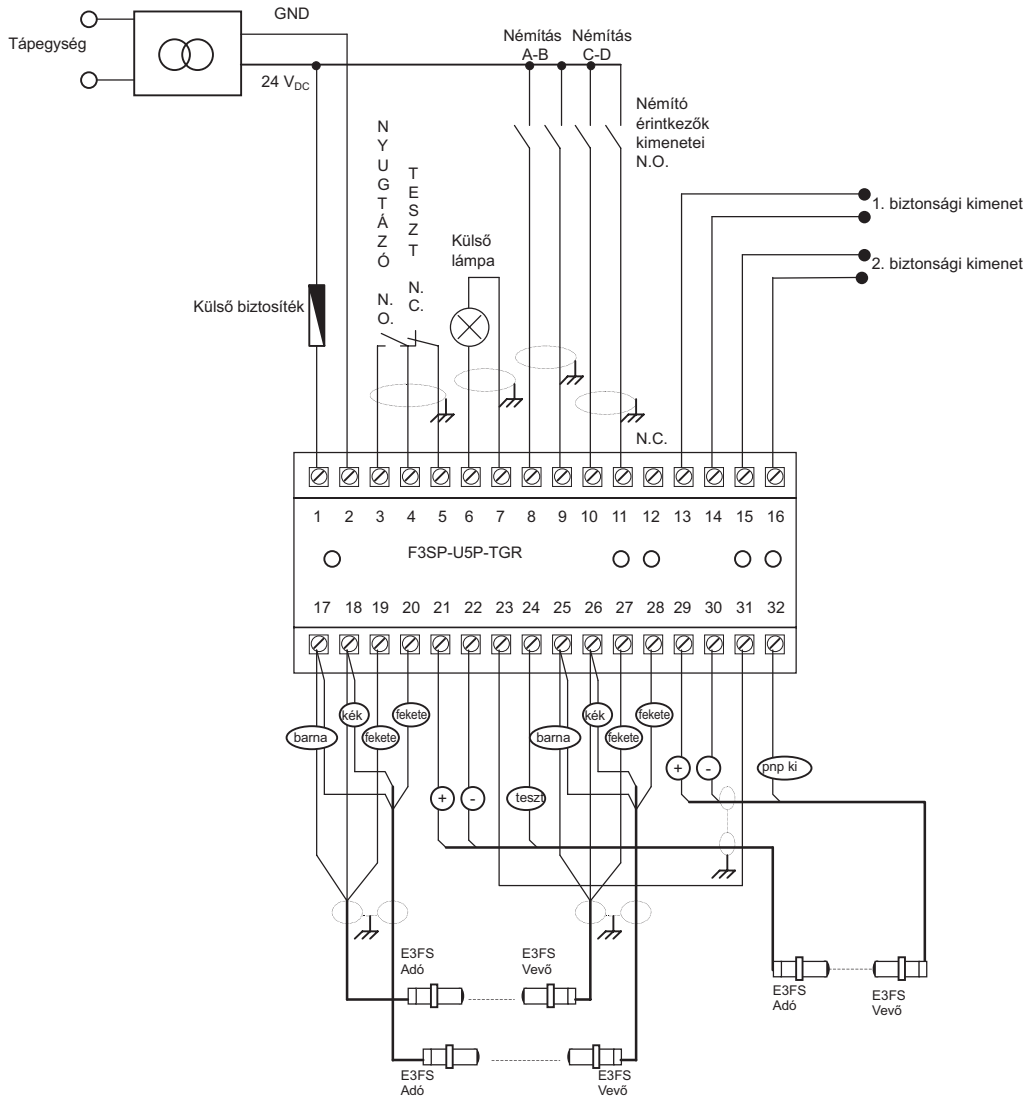 GND
Tápegység
24 V_DC
Némítás
A-B
Némítás
C-D
Némító
érintkezők
kimenetei
N.O.
NYUGTÁZÓ N.O.
TESZT N.C.
Külső
lámpa
1. biztonsági kimenet
2. biztonsági kimenet
Külső biztosíték
N.C.
1 2 3 4 5 6 7 8 9 10 11 12 13 14 15 16
F3SP-U5P-TGR
17 18 19 20 21 22 23 24 25 26 27 28 29 30 31 32
barna
kék
fekete
fekete
+
-
teszt
barna
kék
fekete
fekete
+
-
pnp ki
E3FS
Adó
E3FS
Vevő
E3FS
Adó
E3FS
Vevő
E3FS
Adó
E3FS
Vevő